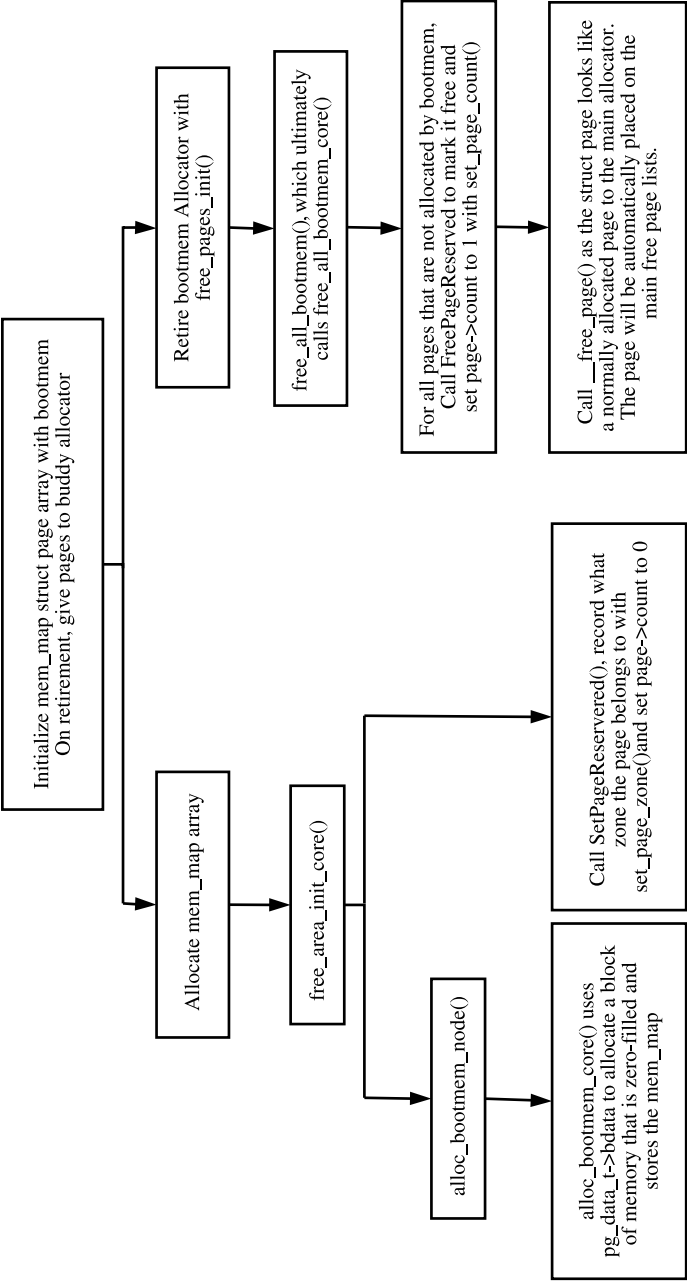 Initialize mem_map struct page array with bootmem
On retirement, give pages to buddy allocator
Allocate mem_map array
free_area_init_core()
alloc_bootmem_node()
alloc_bootmem_core() uses
pg_data_t->bdata to allocate a block
of memory that is zero-filled and
stores the mem_map
Call SetPageReservered(), record what
zone the page belongs to with
set_page_zone()and set page->count to 0
Retire bootmem Allocator with
free_pages_init()
free_all_bootmem(), which ultimately
calls free_all_bootmem_core()
For all pages that are not allocated by bootmem,
Call FreePageReserved to mark it free and
set page->count to 1 with set_page_count()
Call __free_page() as the struct page looks like
a normally allocated page to the main allocator.
The page will be automatically placed on the
main free page lists.